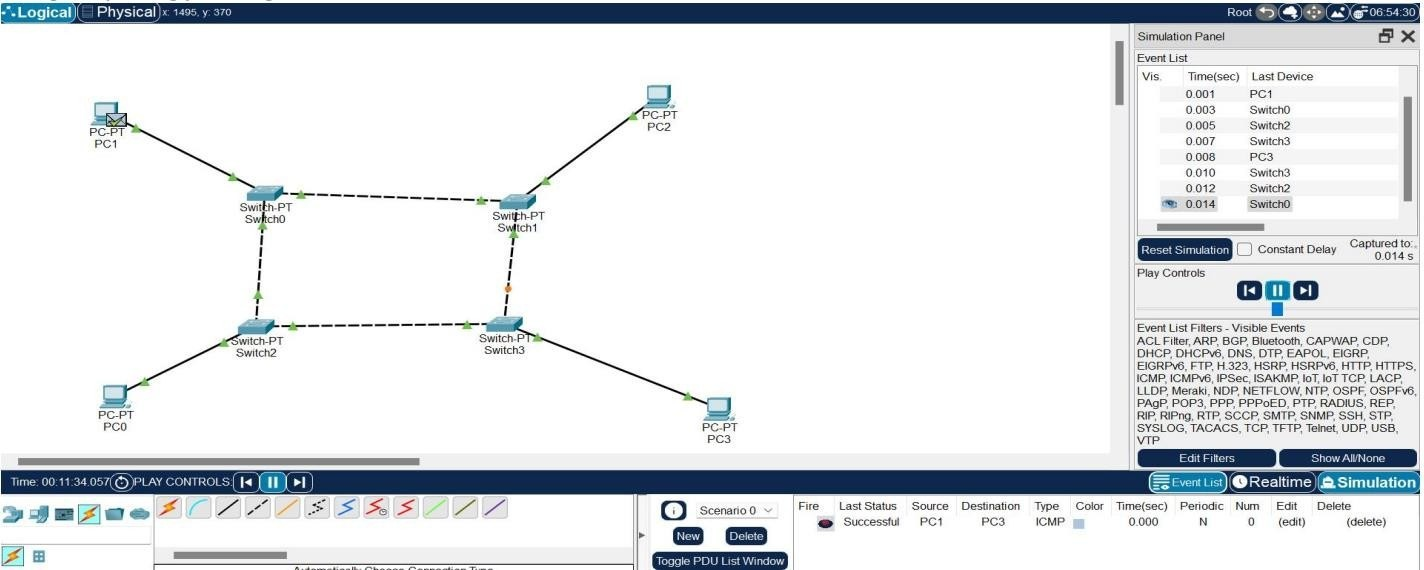 Logical Physical x: 1495, y: 370
Root 06:54:30
PC-PT
PC1
PC-PT
PC2
Switch-PT
Switch0
Switch-PT
Switch1
Switch-PT
Switch2
Switch-PT
Switch3
PC-PT
PC0
PC-PT
PC3
Simulation Panel
Event List
Vis. Time(sec) Last Device
0.001 PC1
0.003 Switch0
0.005 Switch2
0.007 Switch3
0.008 PC3
0.010 Switch3
0.012 Switch2
0.014 Switch0
Reset Simulation Constant Delay Captured to:
0.014 s
Play Controls
Event List Filters - Visible Events
ACL Filter, ARP, BGP, Bluetooth, CAPWAP, CDP,
DHCP, DHCPv6, DNS, DTP, EAPOL, EIGRP,
EIGRPv6, FTP, H.323, HSRP, HSRPv6, HTTP, HTTPS,
ICMP, ICMPv6, IPSec, ISAKMP, IoT, IoT TCP, LACP,
LLDP, Meraki, NDP, NETFLOW, NTP, OSPF, OSPFv6,
PAgP, POP3, PPP, PPPoED, PTP, RADIUS, REP,
RIP, RIPng, RTP, SCCP, SMTP, SNMP, SSH, STP,
SYSLOG, TACACS, TCP, TFTP, Telnet, UDP, USB,
VTP
Edit Filters Show All/None
Time: 00:11:34.057 PLAY CONTROLS:
Event List Realtime Simulation
Scenario 0
New Delete
Toggle PDU List Window
Fire Last Status Source Destination Type Color Time(sec) Periodic Num Edit Delete
Successful PC1 PC3 ICMP 0.000 N 0 (edit) (delete)
Automatically Choose Connection Type